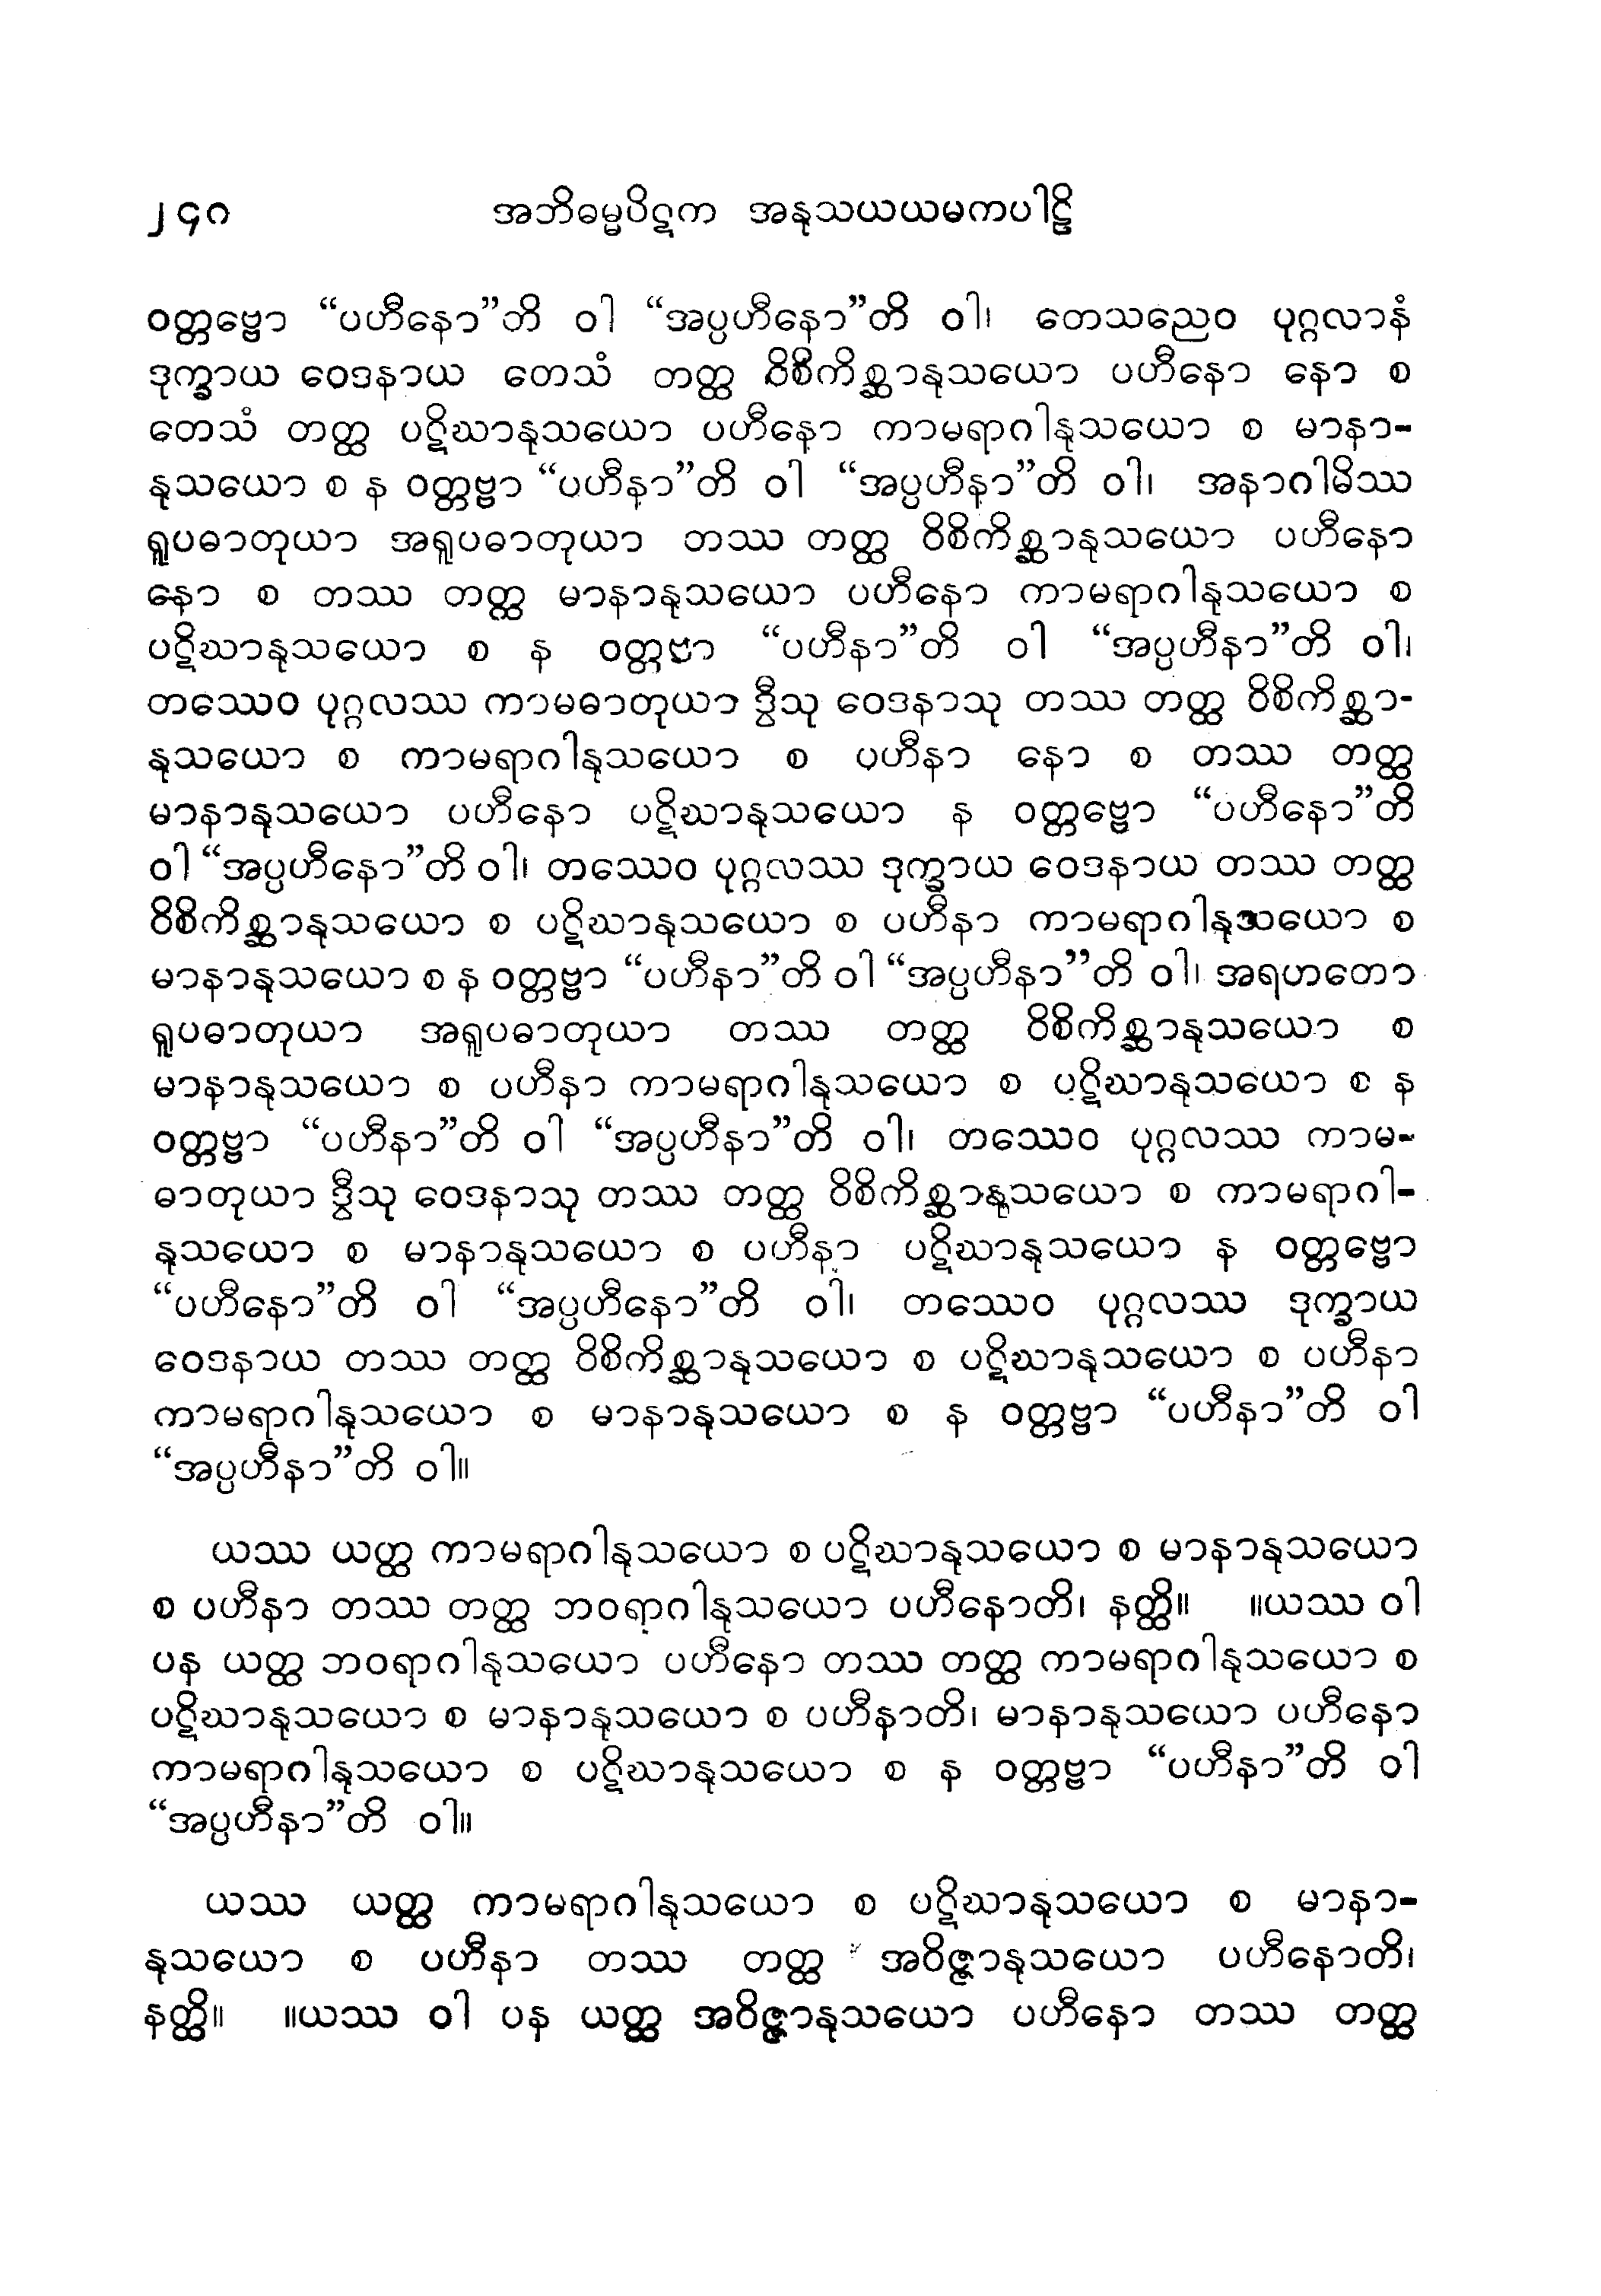 ၂၄၈ အဘိဓမ္မပိဋက အနုသယယမကပါဠိ
ဝတ္တဗ္ဗော “ပဟီနော”တိ ဝါ “အပ္ပဟီနော”တိ ဝါ၊ တေသညေဝ ပုဂ္ဂလာနံ
ဒုက္ခာယ ဝေဒနာယ တေသံ တတ္ထ ဝိစိကိစ္ဆာနုသယော ပဟီနော နော စ
တေသံ တတ္ထ ပဋိဃာနုသယော ပဟီနော ကာမရာဂါနုသယော စ မာနာ-
နုသယော စ န ဝတ္တဗ္ဗာ “ပဟီနာ”တိ ဝါ “အပ္ပဟီနာ”တိ ဝါ၊ အနာဂါမိဿ
ရူပဓာတုယာ အရူပဓာတုယာ တဿ တတ္ထ ဝိစိကိစ္ဆာနုသယော ပဟီနော
နော စ တဿ တတ္ထ မာနာနုသယော ပဟီနော ကာမရာဂါနုသယော စ
ပဋိဃာနုသယော စ န ဝတ္တဗ္ဗာ “ပဟီနာ”တိ ဝါ “အပ္ပဟီနာ”တိ ဝါ၊
တဿေဝ ပုဂ္ဂလဿ ကာမဓာတုယာ ဒွီသု ဝေဒနာသု တဿ တတ္ထ ဝိစိကိစ္ဆာ-
နုသယော စ ကာမရာဂါနုသယော စ ပဟီနာ နော စ တဿ တတ္ထ
မာနာနုသယော ပဟီနော ပဋိဃာနုသယော န ဝတ္တဗ္ဗော “ပဟီနော”တိ
ဝါ “အပ္ပဟီနော”တိ ဝါ၊ တဿေဝ ပုဂ္ဂလဿ ဒုက္ခာယ ဝေဒနာယ တဿ တတ္ထ
ဝိစိကိစ္ဆာနုသယော စ ပဋိဃာနုသယော စ ပဟီနာ ကာမရာဂါနုသယော စ
မာနာနုသယော စ န ဝတ္တဗ္ဗာ “ပဟီနာ”တိ ဝါ “အပ္ပဟီနာ”တိ ဝါ၊ အရဟတော
ရူပဓာတုယာ အရူပဓာတုယာ တဿ တတ္ထ ဝိစိကိစ္ဆာနုသယော စ
မာနာနုသယော စ ပဟီနာ ကာမရာဂါနုသယော စ ပဋိဃာနုသယော စ န
ဝတ္တဗ္ဗာ “ပဟီနာ”တိ ဝါ “အပ္ပဟီနာ”တိ ဝါ၊ တဿေဝ ပုဂ္ဂလဿ ကာမ-
ဓာတုယာ ဒွီသု ဝေဒနာသု တဿ တတ္ထ ဝိစိကိစ္ဆာနုသယော စ ကာမရာဂါ-
နုသယော စ မာနာနုသယော စ ပဟီနာ ပဋိဃာနုသယော န ဝတ္တဗ္ဗော
“ပဟီနော”တိ ဝါ “အပ္ပဟီနော”တိ ဝါ၊ တဿေဝ ပုဂ္ဂလဿ ဒုက္ခာယ
ဝေဒနာယ တဿ တတ္ထ ဝိစိကိစ္ဆာနုသယော စ ပဋိဃာနုသယော စ ပဟီနာ
ကာမရာဂါနုသယော စ မာနာနုသယော စ န ဝတ္တဗ္ဗာ “ပဟီနာ”တိ ဝါ
“အပ္ပဟီနာ”တိ ဝါ။
ယဿ ယတ္ထ ကာမရာဂါနုသယော စ ပဋိဃာနုသယော စ မာနာနုသယော
စ ပဟီနာ တဿ တတ္ထ ဘဝရာဂါနုသယော ပဟီနောတိ၊ နတ္ထိ။ ။ယဿ ဝါ
ပန ယတ္ထ ဘဝရာဂါနုသယော ပဟီနော တဿ တတ္ထ ကာမရာဂါနုသယော စ
ပဋိဃာနုသယော စ မာနာနုသယော စ ပဟီနာတိ၊ မာနာနုသယော ပဟီနော
ကာမရာဂါနုသယော စ ပဋိဃာနုသယော စ န ဝတ္တဗ္ဗာ “ပဟီနာ”တိ ဝါ
“အပ္ပဟီနာ”တိ ဝါ။
ယဿ ယတ္ထ ကာမရာဂါနုသယော စ ပဋိဃာနုသယော စ မာနာ-
နုသယော စ ပဟီနာ တဿ တတ္ထ အဝိဇ္ဇာနုသယော ပဟီနောတိ၊
နတ္ထိ။ ။ယဿ ဝါ ပန ယတ္ထ အဝိဇ္ဇာနုသယော ပဟီနော တဿ တတ္ထ